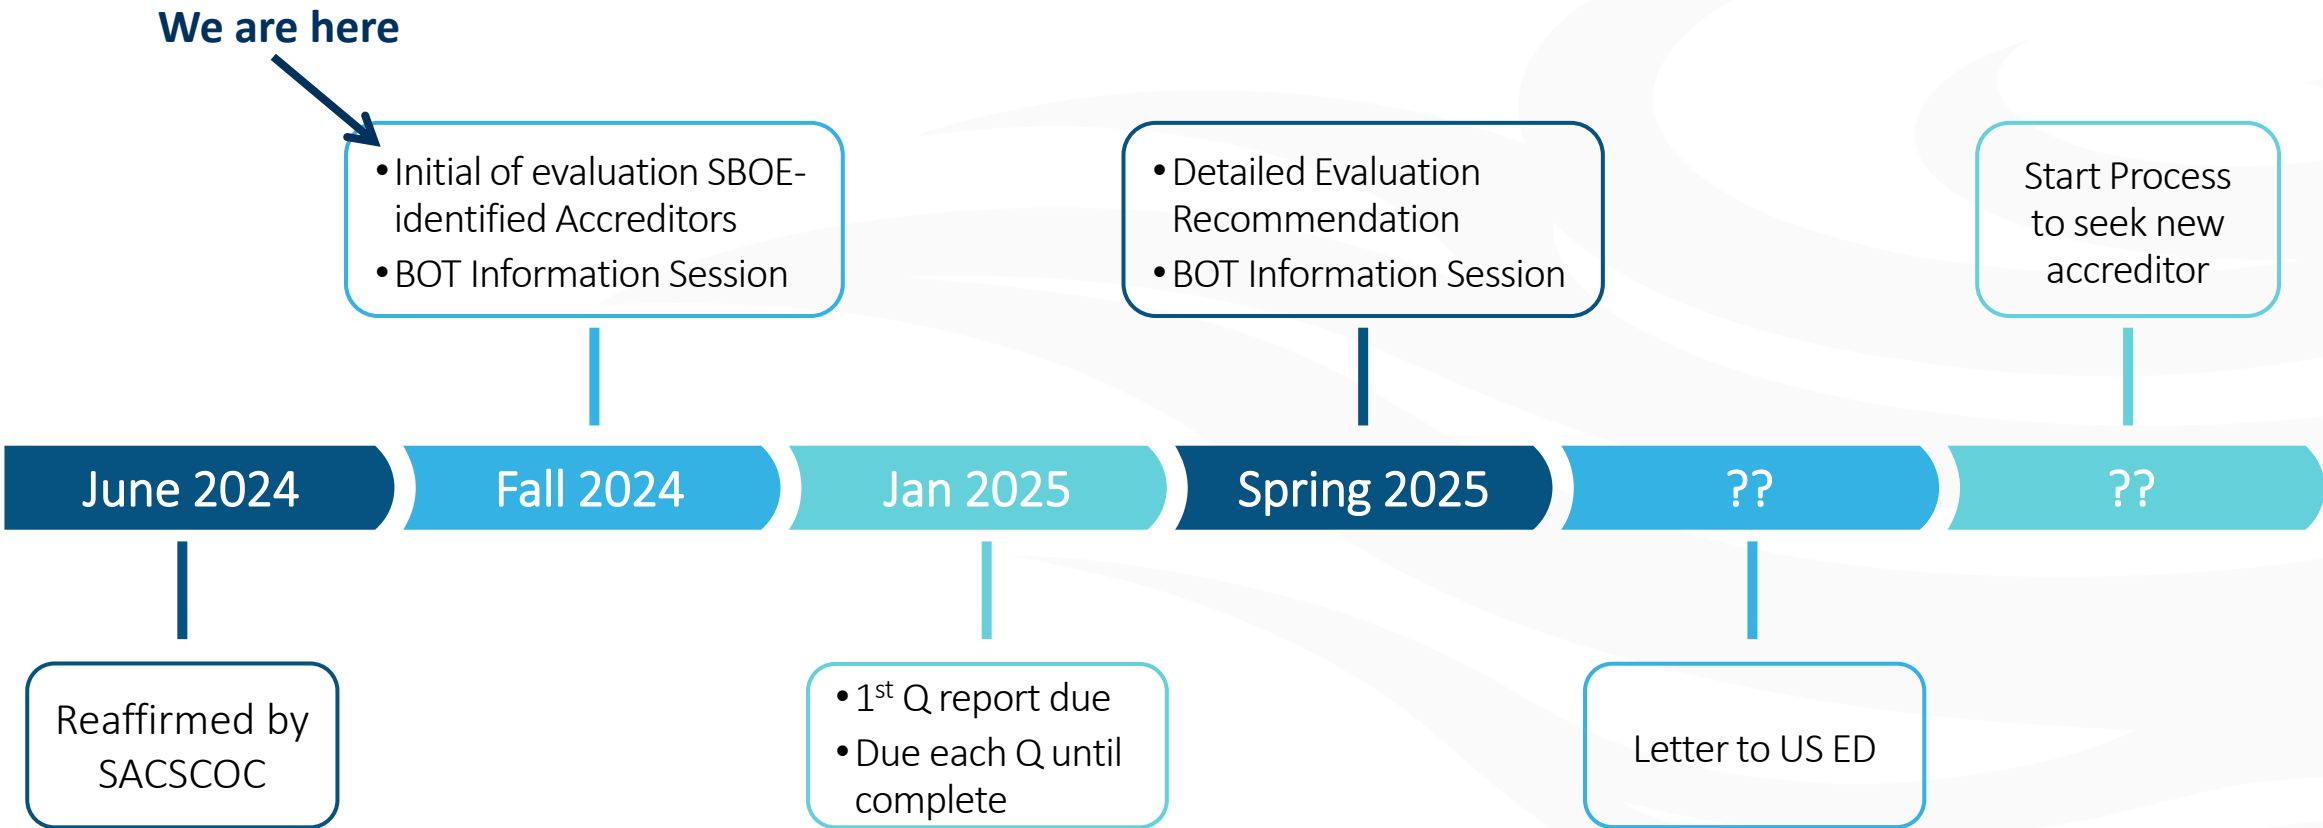 We are here
• Initial of evaluation SBOE-
identified Accreditors
• BOT Information Session
• Detailed Evaluation
Recommendation
• BOT Information Session
Start Process
to seek new
accreditor
June 2024
Fall 2024
Jan 2025
Spring 2025
??
??
Reaffirmed by
SACSCOC
• 1st Q report due
• Due each Q until
complete
Letter to US ED